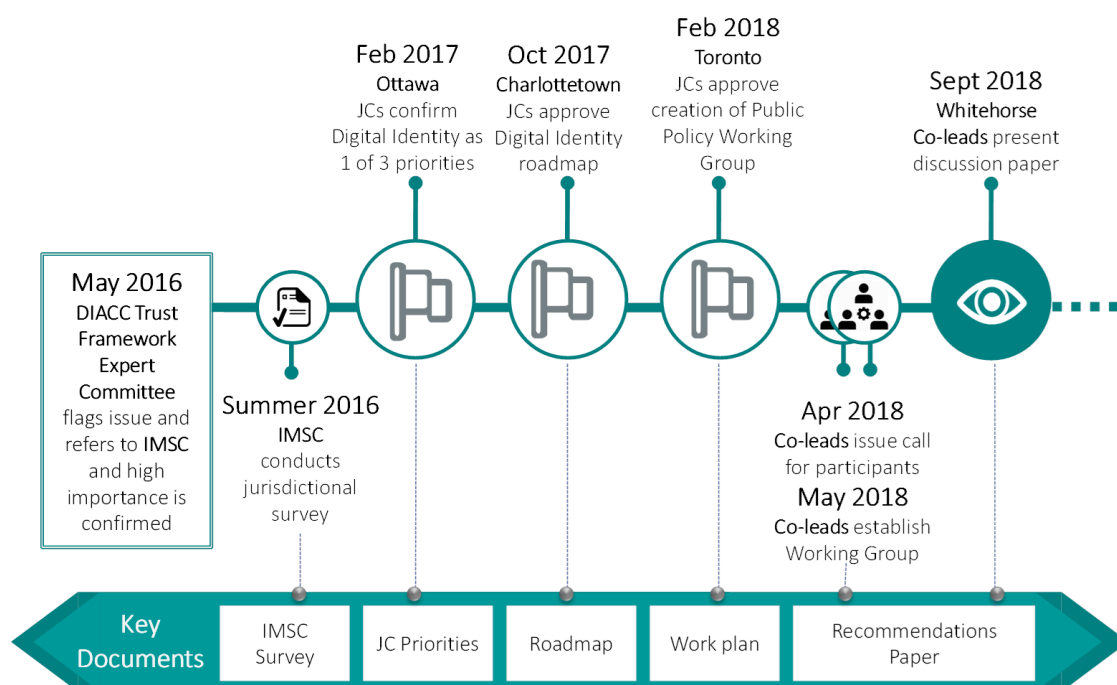 May 2016
DIACC Trust
Framework
Expert
Committee
flags issue and
refers to IMSC
and high
importance is
confirmed
Summer 2016
IMSC
conducts
jurisdictional
survey
Feb 2017
Ottawa
JCs confirm
Digital Identity as
1 of 3 priorities
Oct 2017
Charlottetown
JCs approve
Digital Identity
roadmap
Feb 2018
Toronto
JCs approve
creation of Public
Policy Working
Group
Apr 2018
Co-leads issue call
for participants
May 2018
Co-leads establish
Working Group
Sept 2018
Whitehorse
Co-leads present
discussion paper
Key
Documents
IMSC
Survey
JC Priorities
Roadmap
Work plan
Recommendations
Paper